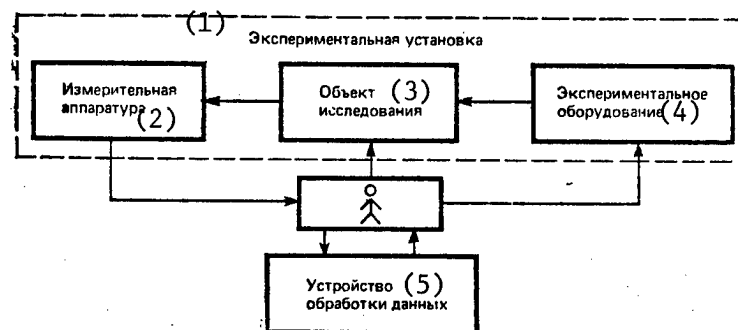 (1)
Экспериментальная установка
Измерительная
аппаратура (2)
Объект (3)
исследования
Экспериментальное
оборудование (4)
Устройство (5)
обработки данных